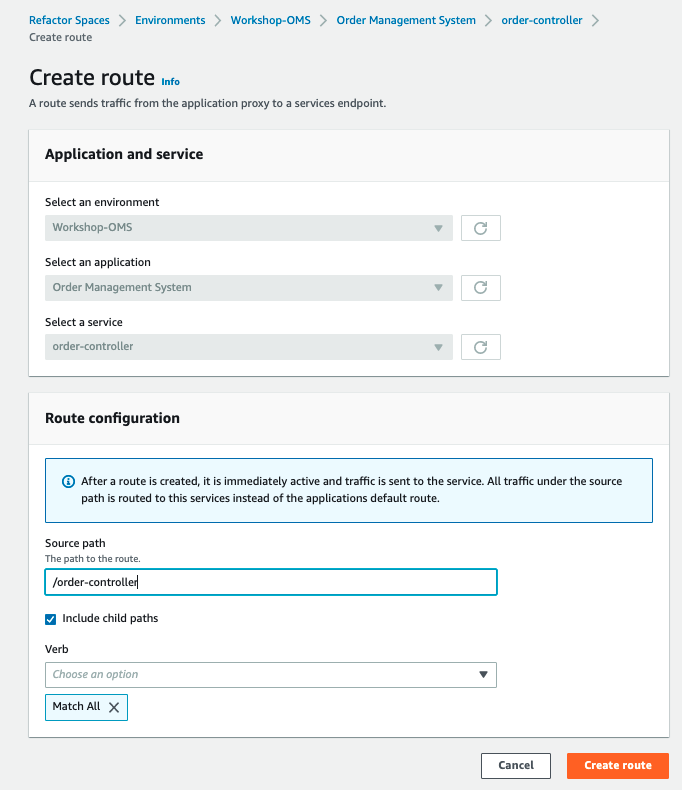 Refactor Spaces > Environments > Workshop-OMS > Order Management System > order-controller >
Create route
Create route Info
A route sends traffic from the application proxy to a services endpoint.
Application and service
Select an environment
Workshop-OMS
Select an application
Order Management System
Select a service
order-controller
Route configuration
After a route is created, it is immediately active and traffic is sent to the service. All traffic under the source
path is routed to this services instead of the applications default route.
Source path
The path to the route.
/order-controller
Include child paths
Verb
Choose an option
Match All
Cancel
Create route